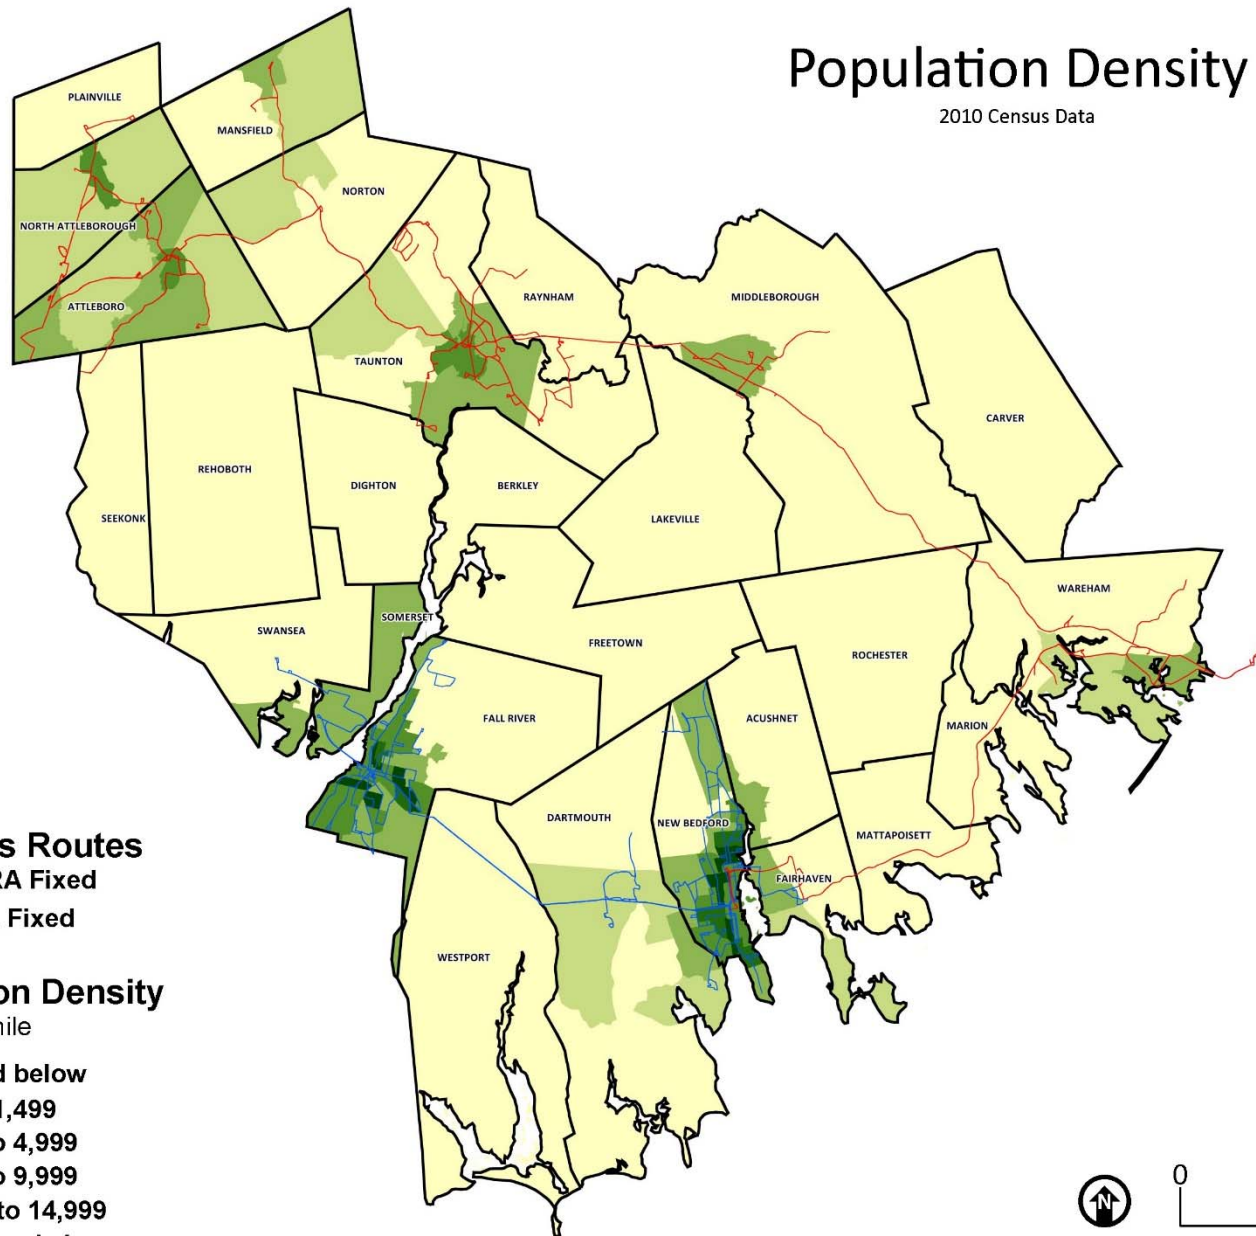 Population Density
2010 Census Data
PLAINVILLE
MANSFIELD
NORTON
NORTH ATTLEBOROUGH
ATTLEBORO
RAYNHAM
MIDDLEBOROUGH
TAUNTON
CARVER
REHOBOTH
DIGHTON
BERKLEY
SEEKONK
LAKEVILLE
WAREHAM
SOMERSET
SWANSEA
FREETOWN
ROCHESTER
FALL RIVER
ACUSHNET
MARION
DARTMOUTH
NEW BEDFORD
MATTAPOISETT
FAIRHAVEN
WESTPORT
s Routes
RA Fixed
Fixed
on Density
nile
d below
1,499
o 4,999
o 9,999
to 14,999
N
0